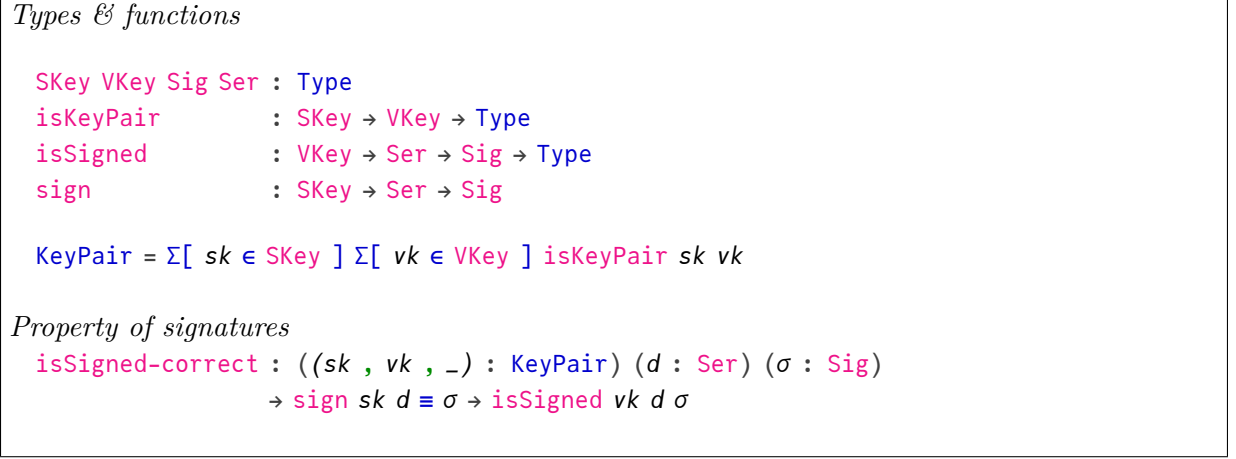 Types & functions
SKey VKey Sig Ser : Type
isKeyPair : SKey → VKey → Type
isSigned : VKey → Ser → Sig → Type
sign : SKey → Ser → Sig
KeyPair = Σ[ sk ∈ SKey ] Σ[ vk ∈ VKey ] isKeyPair sk vk
Property of signatures
isSigned-correct : ((sk , vk , _) : KeyPair) (d : Ser) (σ : Sig)
→ sign sk d ≡ σ → isSigned vk d σ